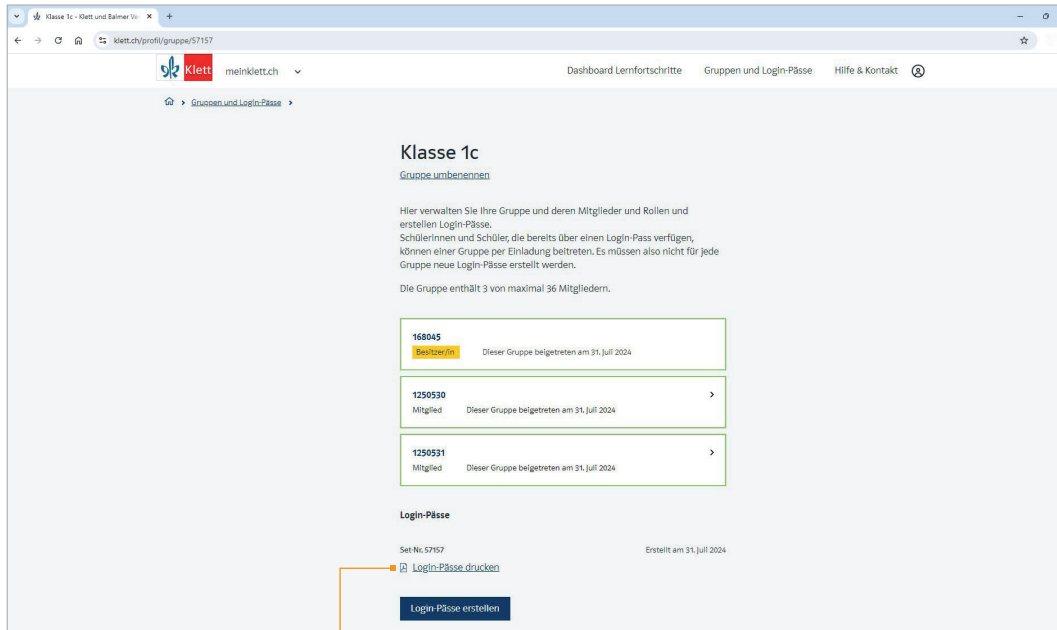 Klasse 1c - Klett und Balmer Ve
klett.ch/profil/gruppe/57157
Klett meinklett.ch Dashboard Lernfortschritte Gruppen und Login-Pässe Hilfe & Kontakt
Gruppen und Login-Pässe
Klasse 1c
Gruppe umbenennen
Hier verwalten Sie Ihre Gruppe und deren Mitglieder und Rollen und
erstellen Login-Pässe.
Schülerinnen und Schüler, die bereits über einen Login-Pass verfügen,
können einer Gruppe per Einladung beitreten. Es müssen also nicht für jede
Gruppe neue Login-Pässe erstellt werden.
Die Gruppe enthält 3 von maximal 36 Mitgliedern.
168045
Besitzer/in Dieser Gruppe beigetreten am 31. Juli 2024
1250530
Mitglied Dieser Gruppe beigetreten am 31. Juli 2024
1250531
Mitglied Dieser Gruppe beigetreten am 31. Juli 2024
Login-Pässe
Set-Nr. 57157 Erstellt am 31. Juli 2024
Login-Pässe drucken
Login-Pässe erstellen